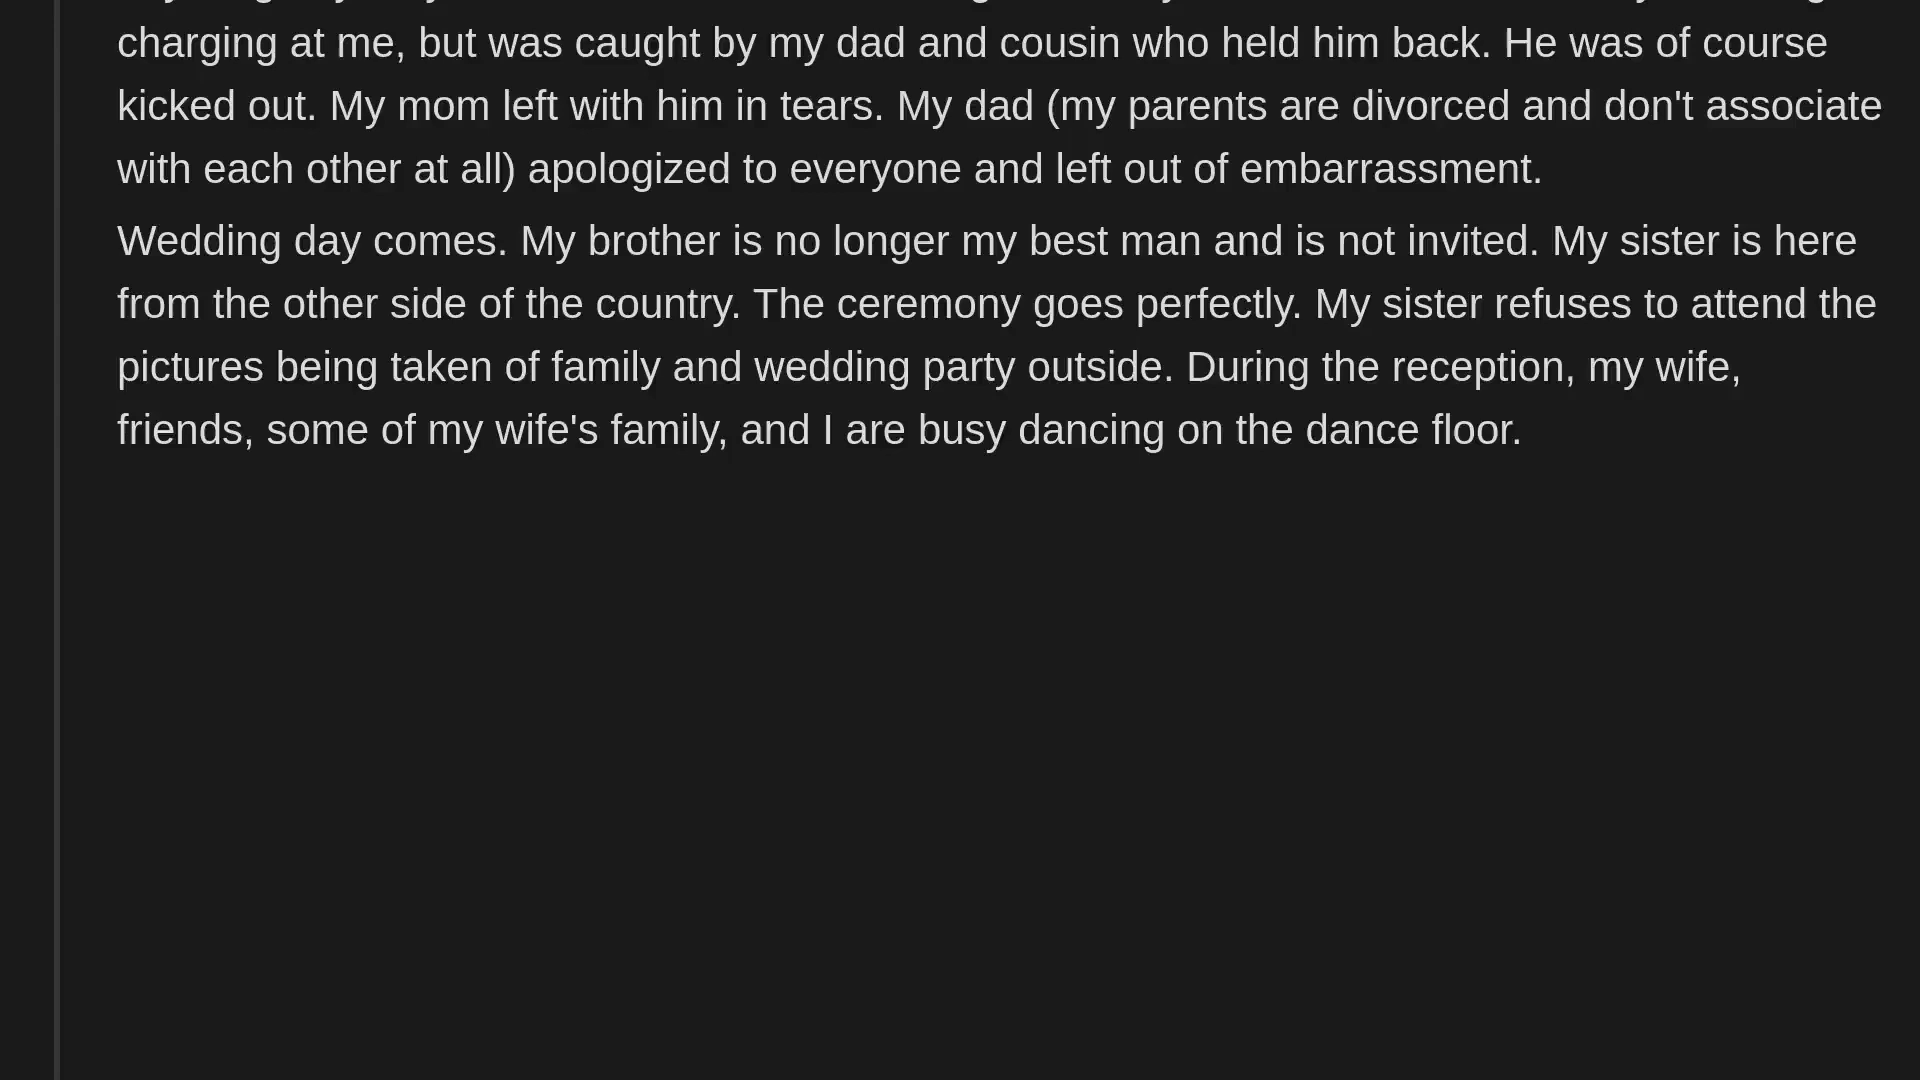 charging at me, but was caught by my dad and cousin who held him back. He was of course
kicked out. My mom left with him in tears. My dad (my parents are divorced and don't associate
with each other at all) apologized to everyone and left out of embarrassment.
Wedding day comes. My brother is no longer my best man and is not invited. My sister is here
from the other side of the country. The ceremony goes perfectly. My sister refuses to attend the
pictures being taken of family and wedding party outside. During the reception, my wife,
friends, some of my wife's family, and I are busy dancing on the dance floor.